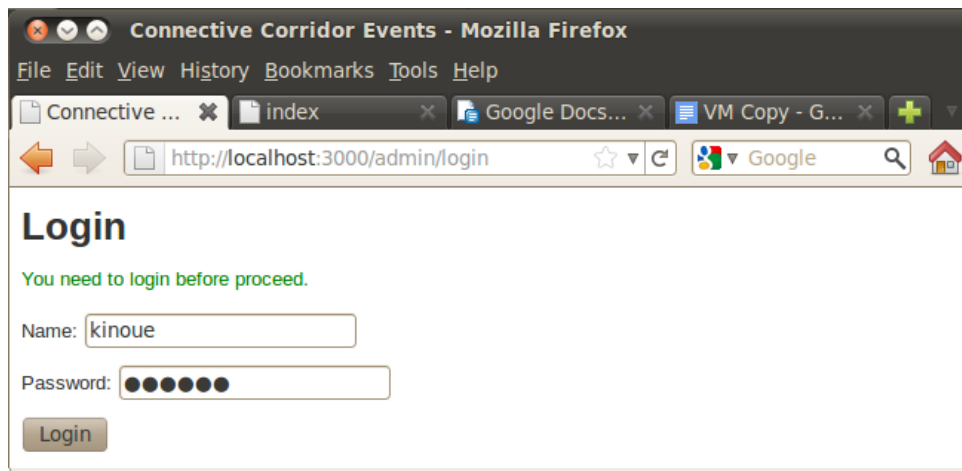 Connective Corridor Events - Mozilla Firefox
File Edit View History Bookmarks Tools Help
Connective ... index Google Docs... VM Copy - G...
http://localhost:3000/admin/login Google
Login
You need to login before proceed.
Name: kinoue
Password: ●●●●●●
Login